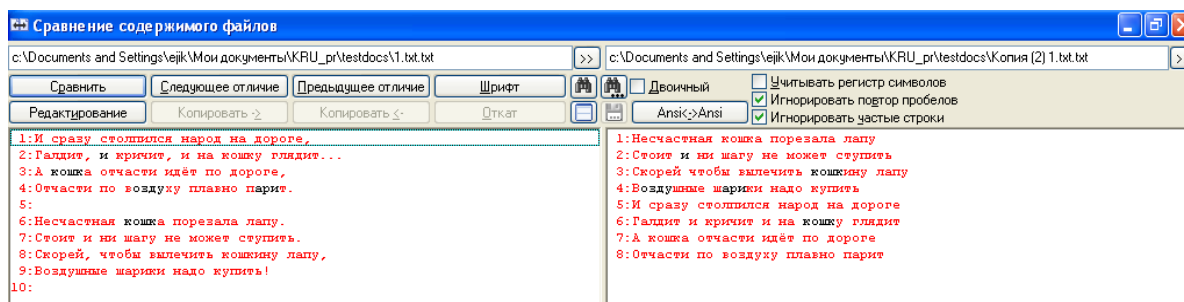 Сравнение содержимого файлов
c:\Documents and Settings\ejik\Мои документы\KRU_pr\testdocs\1.txt.txt >> c:\Documents and Settings\ejik\Мои документы\KRU_pr\testdocs\Копия (2) 1.txt.txt >
Сравнить Следующее отличие Предыдущее отличие Шрифт Двоичный Учитывать регистр символов
Игнорировать повтор пробелов
Редактирование Копировать -> Копировать <- Откат Ansi<->Ansi Игнорировать частые строки
1:И сразу столпился народ на дороге,
2:Галдит, и кричит, и на кошку глядит...
3:А кошка отчасти идёт по дороге,
4:Отчасти по воздуху плавно парит.
5:
6:Несчастная кошка порезала лапу.
7:Стоит и ни шагу не может ступить.
8:Скорей, чтобы вылечить кошкину лапу,
9:Воздушные шарики надо купить!
10:
1:Несчастная кошка порезала лапу
2:Стоит и ни шагу не может ступить
3:Скорей чтобы вылечить кошкину лапу
4:Воздушные шарики надо купить
5:И сразу столпился народ на дороге
6:Галдит и кричит и на кошку глядит
7:А кошка отчасти идёт по дороге
8:Отчасти по воздуху плавно парит